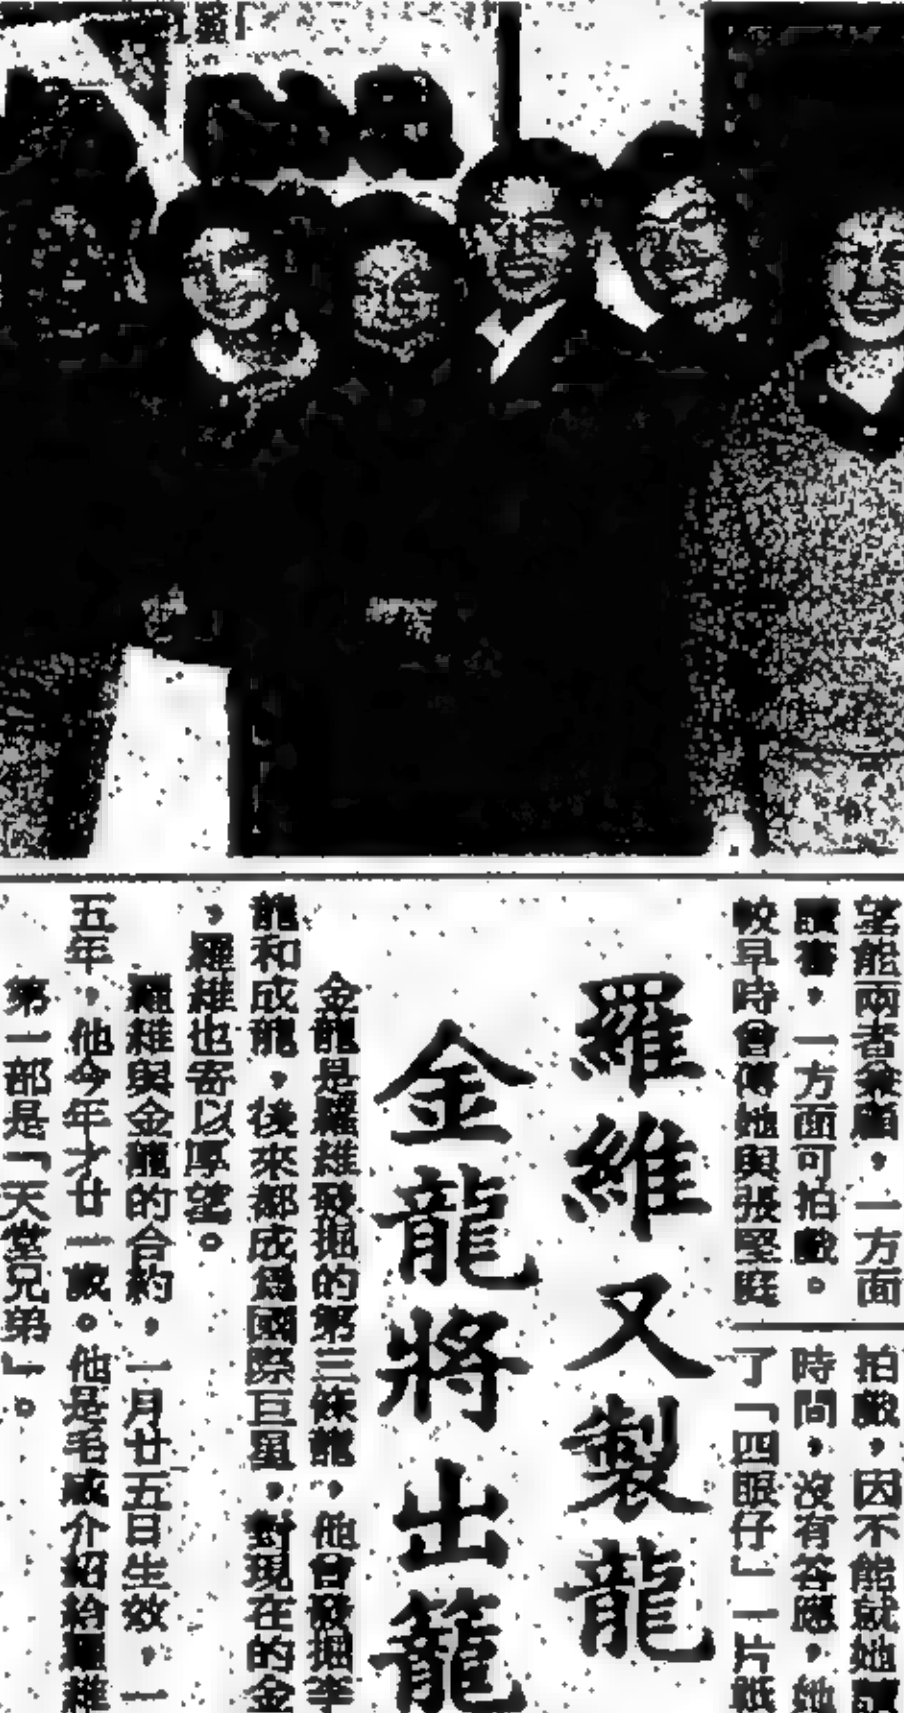 望能兩者兼顧，一方面
讀書，一方面可拍戲。
較早時曾傳她與張堅庭
拍戲，因不能就她讀
時間，沒有答應，她
了「四眼仔」一片祇
羅維又製龍
金龍將出籠
金龍是羅維發掘的第三條龍，他曾發掘李
龍和成龍，後來都成為國際巨星，對現在的金
，羅維也寄以厚望。
羅維與金龍的合約，一月廿五日生效，一
五年，他今年才廿一歲。他是毛威介紹給羅維
第一部是「天堂兄弟」。